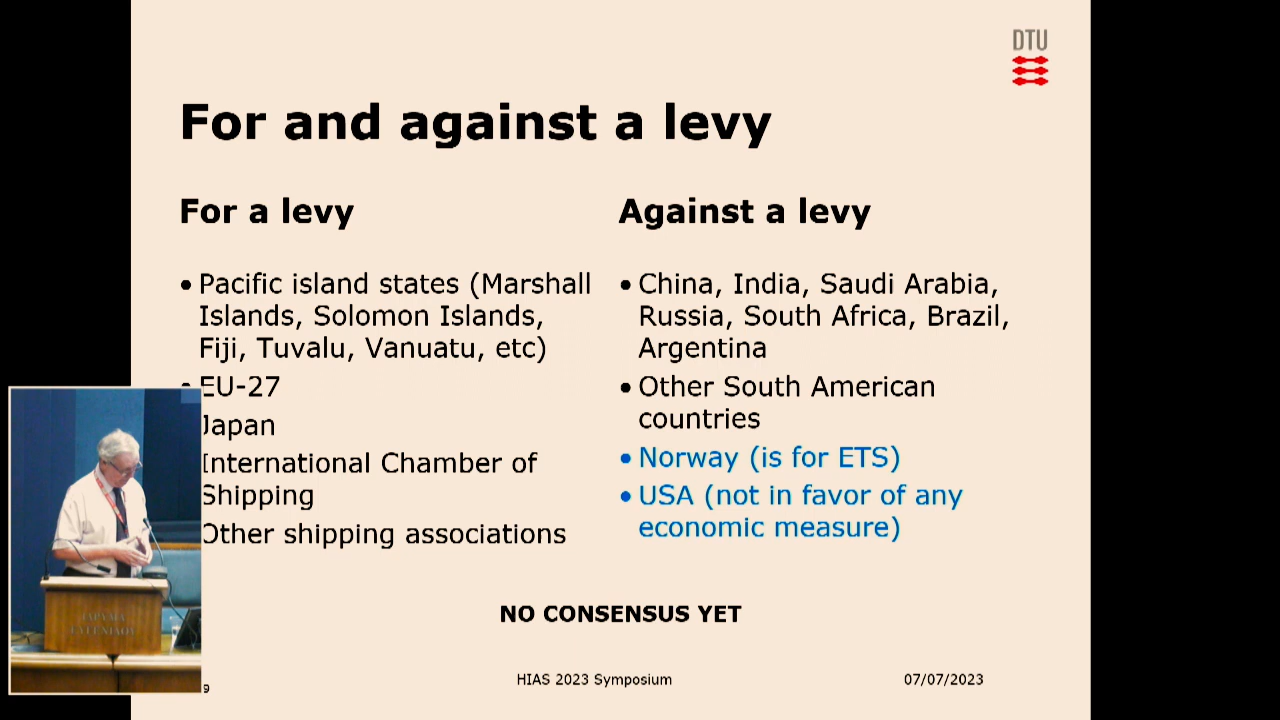 DTU
For and against a levy
For a levy
• Pacific island states (Marshall
Islands, Solomon Islands,
Fiji, Tuvalu, Vanuatu, etc)
• EU-27
Japan
International Chamber of
Shipping
Other shipping associations
Against a levy
• China, India, Saudi Arabia,
Russia, South Africa, Brazil,
Argentina
• Other South American
countries
• Norway (is for ETS)
• USA (not in favor of any
economic measure)
NO CONSENSUS YET
ΙΔΡΥΜΑ
ΕΥΓΕΝΙΔΟΥ
9
HIAS 2023 Symposium
07/07/2023